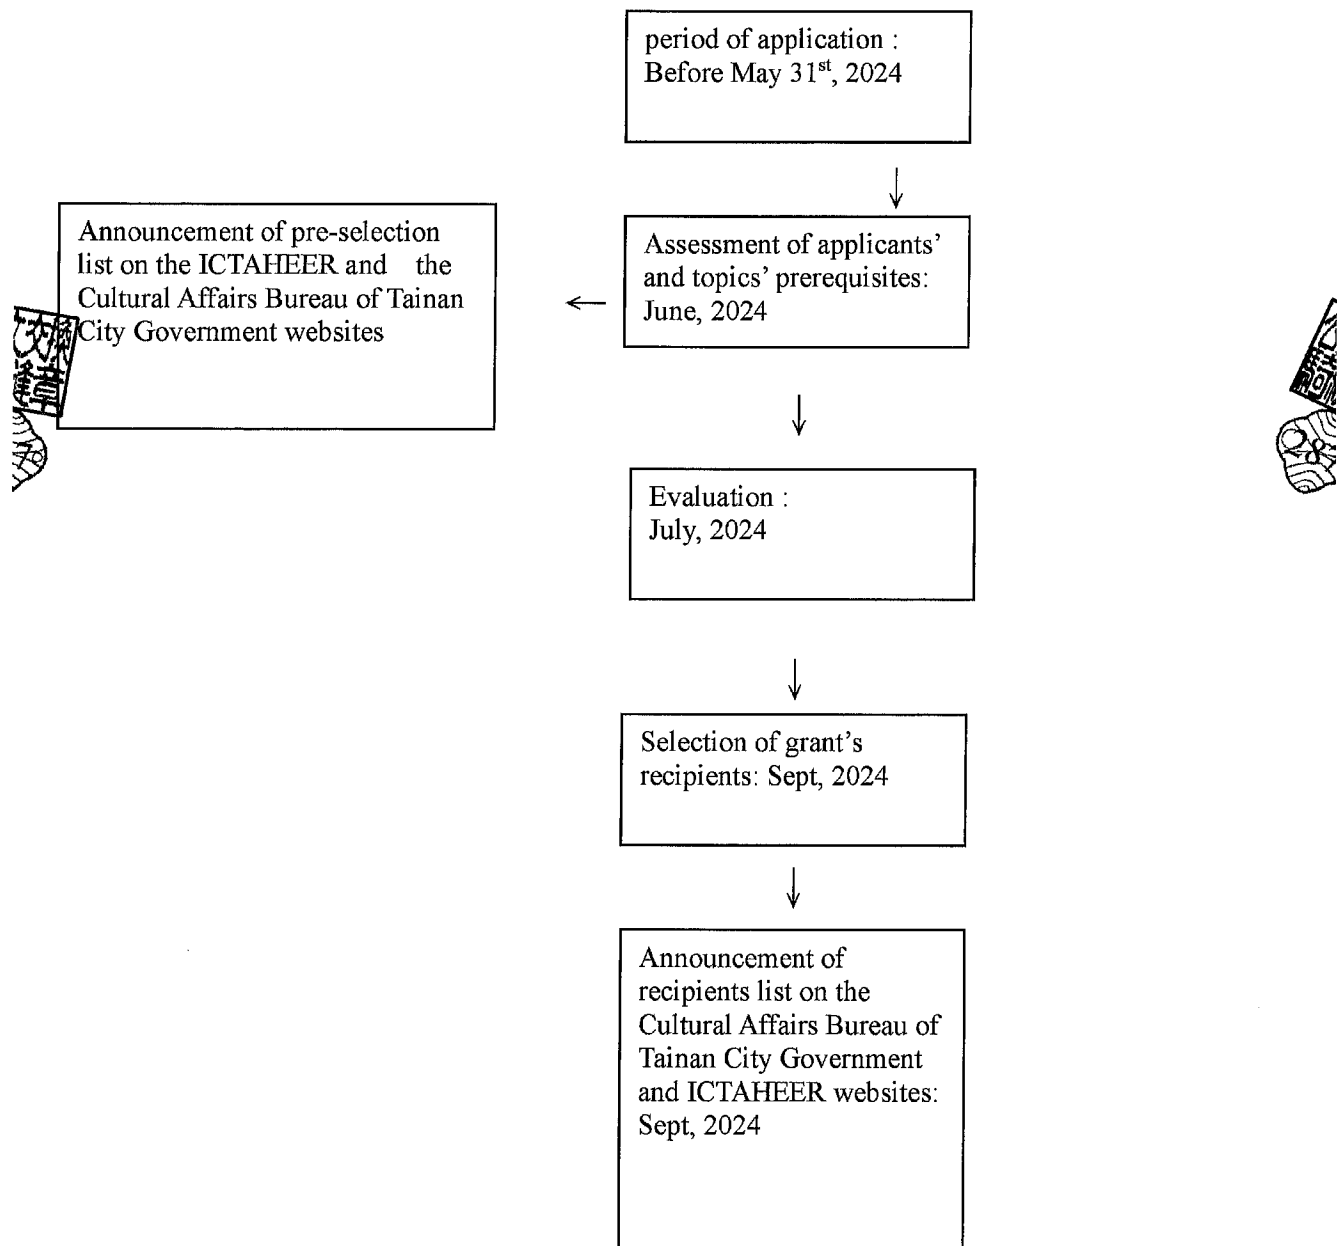 period of application :
Before May 31st, 2024
Announcement of pre-selection
list on the ICTAHEER and the
Cultural Affairs Bureau of Tainan
City Government websites
Assessment of applicants’
and topics’ prerequisites:
June, 2024
Evaluation :
July, 2024
Selection of grant’s
recipients: Sept, 2024
Announcement of
recipients list on the
Cultural Affairs Bureau of
Tainan City Government
and ICTAHEER websites:
Sept, 2024